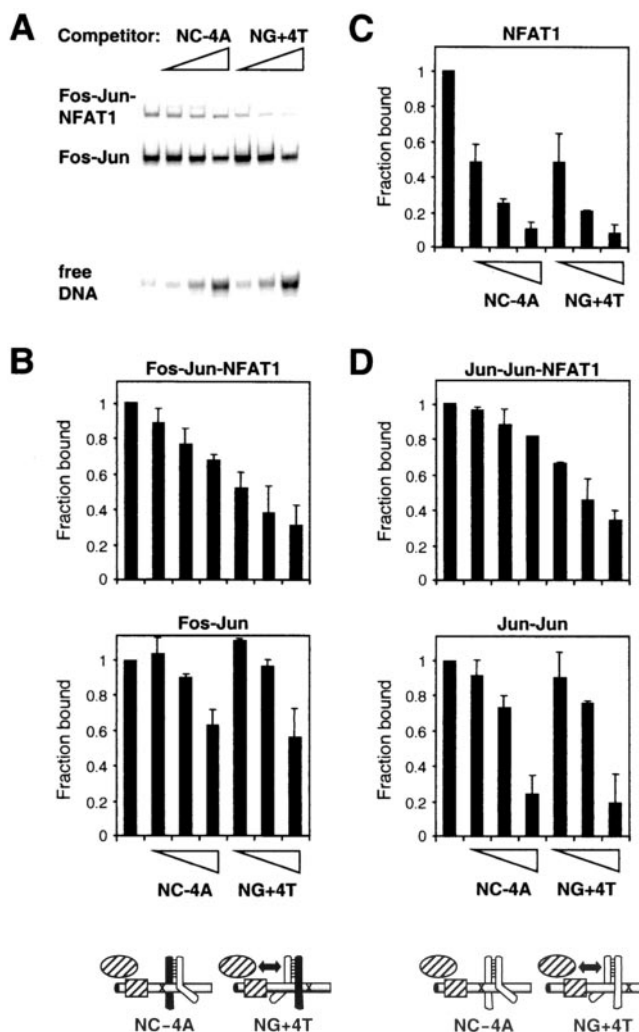 A
Competitor: NC-4A NG+4T
Fos-Jun-
NFAT1
Fos-Jun
free
DNA
C
NFAT1
Fraction bound
1
0.8
0.6
0.4
0.2
0
NC-4A NG+4T
B
Fos-Jun-NFAT1
Fraction bound
1
0.8
0.6
0.4
0.2
0
Fos-Jun
Fraction bound
1
0.8
0.6
0.4
0.2
0
NC-4A NG+4T
NC-4A NG+4T
D
Jun-Jun-NFAT1
Fraction bound
1
0.8
0.6
0.4
0.2
0
Jun-Jun
Fraction bound
1
0.8
0.6
0.4
0.2
0
NC-4A NG+4T
NC-4A NG+4T